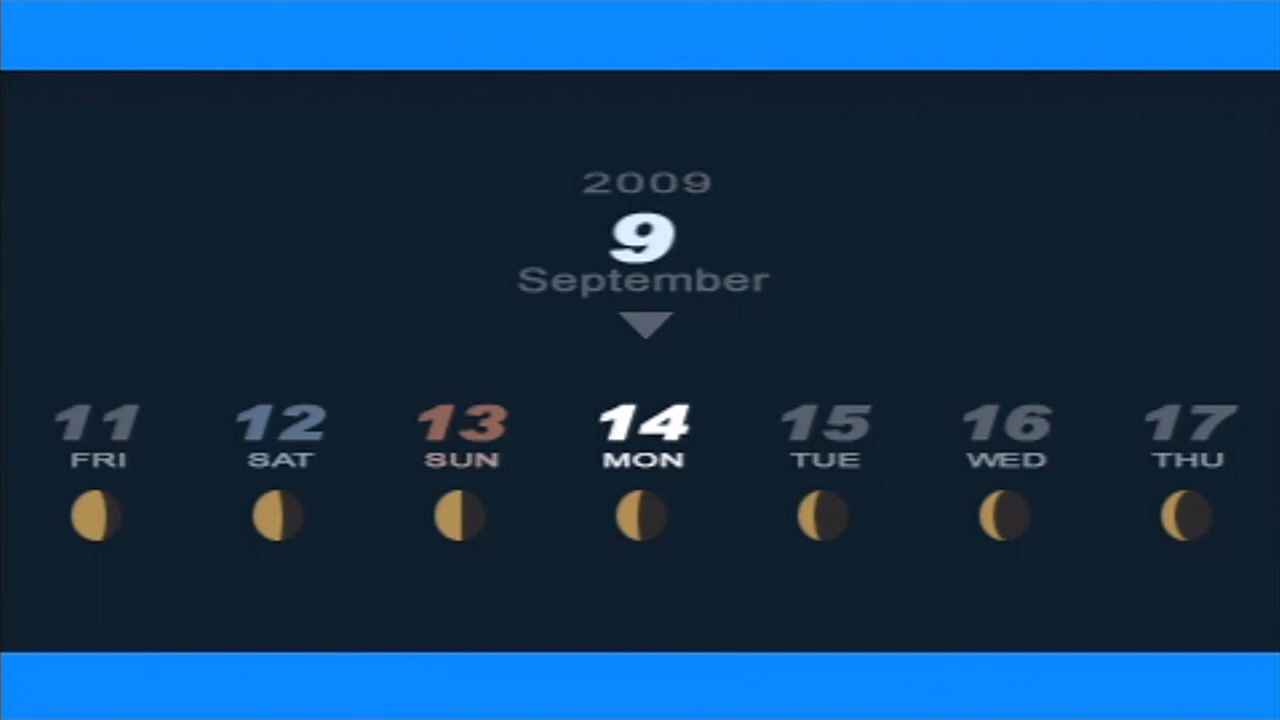 2009
9
September
11 12 13 14 15 16 17
FRI SAT SUN MON TUE WED THU